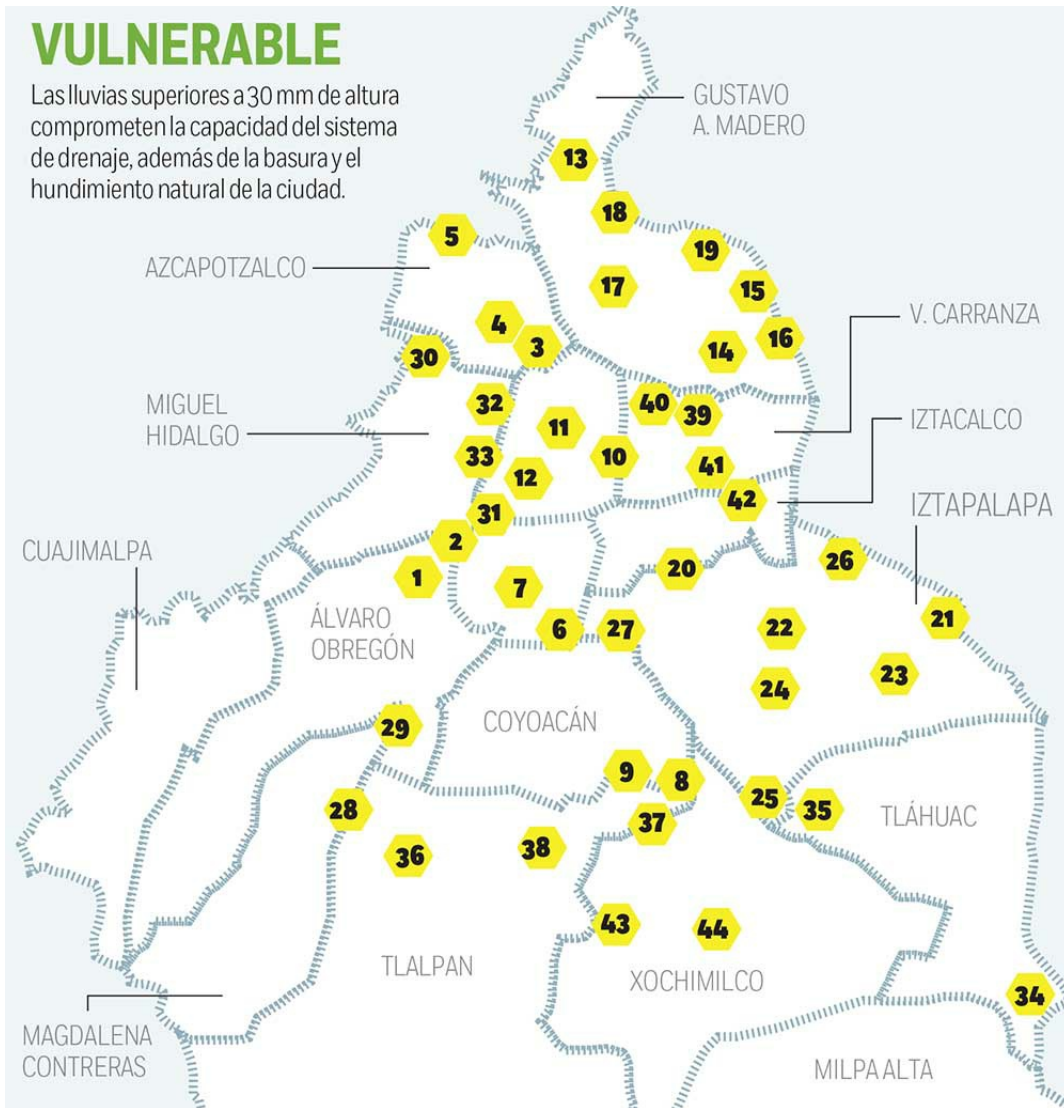 VULNERABLE
Las lluvias superiores a 30 mm de altura
comprometen la capacidad del sistema
de drenaje, además de la basura y el
hundimiento natural de la ciudad.
GUSTAVO
A. MADERO
13
18
5
19
AZCAPOTZALCO
17
15
4
3
14
16
V. CARRANZA
30
MIGUEL
HIDALGO
32
40
39
11
IZTACALCO
33
12
10
41
42
31
IZTAPALAPA
CUAJIMALPA
2
1
7
20
26
ÁLVARO
OBREGÓN
6
27
22
21
24
23
29
COYOACÁN
9
8
28
37
25
35
TLÁHUAC
36
38
43
44
TLALPAN
XOCHIMILCO
34
MAGDALENA
CONTRERAS
MILPA ALTA